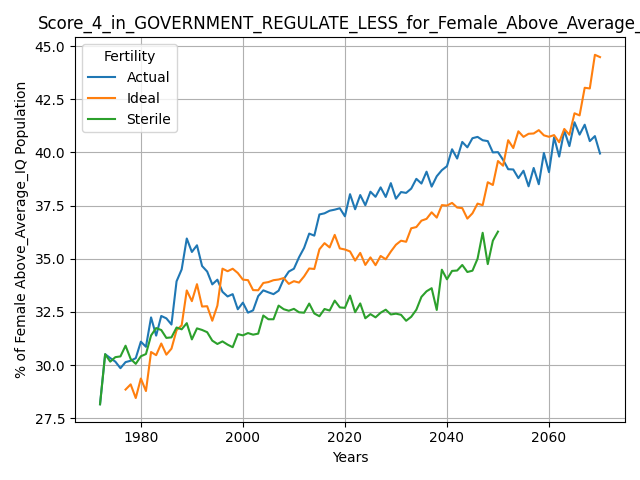 Score_4_in_GOVERNMENT_REGULATE_LESS_for_Female_Above_Average_
45.0
42.5
40.0
37.5
35.0
32.5
30.0
27.5
% of Female Above_Average_IQ Population
Fertility
Actual
Ideal
Sterile
1980
2000
2020
2040
2060
Years